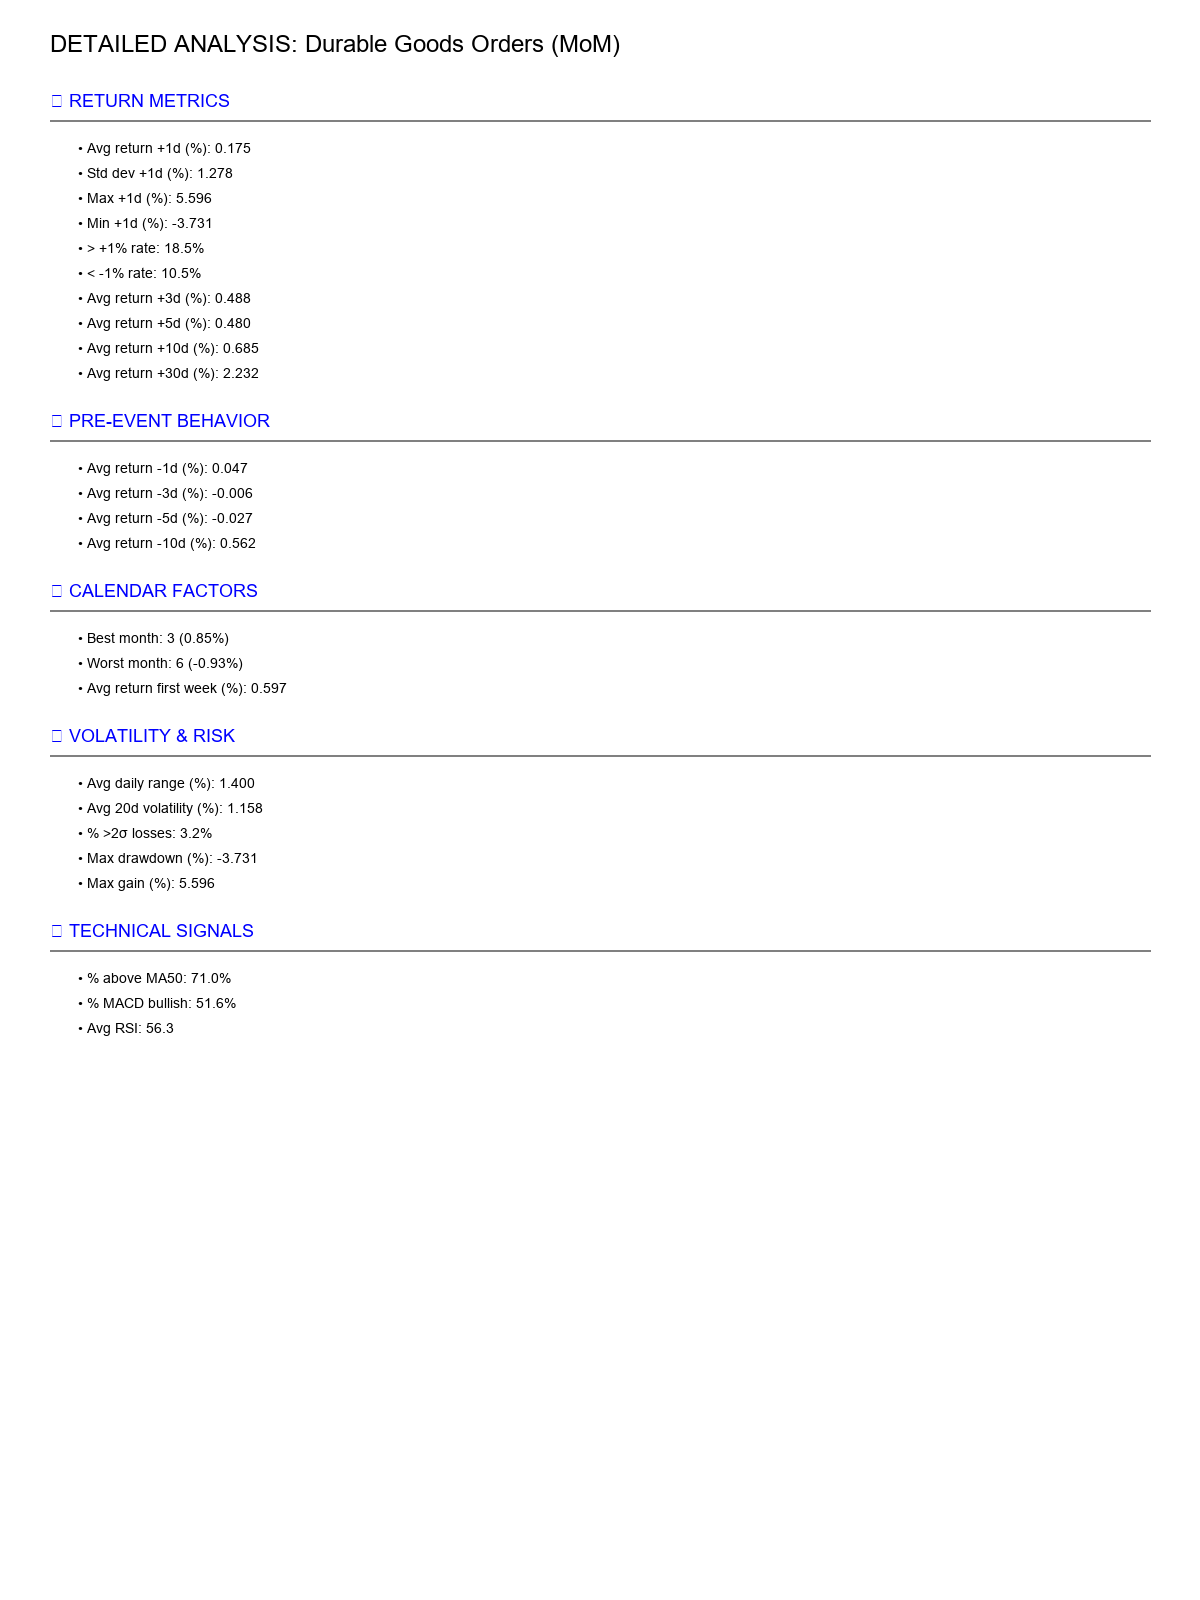 DETAILED ANALYSIS: Durable Goods Orders (MoM)
RETURN METRICS
• Avg return +1d (%): 0.175
• Std dev +1d (%): 1.278
• Max +1d (%): 5.596
• Min +1d (%): -3.731
• > +1% rate: 18.5%
• < -1% rate: 10.5%
• Avg return +3d (%): 0.488
• Avg return +5d (%): 0.480
• Avg return +10d (%): 0.685
• Avg return +30d (%): 2.232
PRE-EVENT BEHAVIOR
• Avg return -1d (%): 0.047
• Avg return -3d (%): -0.006
• Avg return -5d (%): -0.027
• Avg return -10d (%): 0.562
CALENDAR FACTORS
• Best month: 3 (0.85%)
• Worst month: 6 (-0.93%)
• Avg return first week (%): 0.597
VOLATILITY & RISK
• Avg daily range (%): 1.400
• Avg 20d volatility (%): 1.158
• % >2σ losses: 3.2%
• Max drawdown (%): -3.731
• Max gain (%): 5.596
TECHNICAL SIGNALS
• % above MA50: 71.0%
• % MACD bullish: 51.6%
• Avg RSI: 56.3